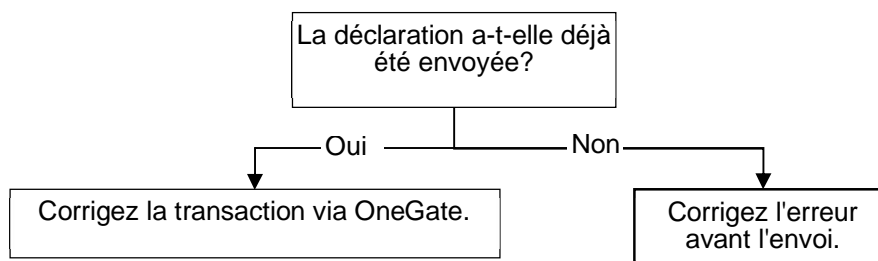 La déclaration a-t-elle déjà
été envoyée?
Oui
Non
Corrigez la transaction via OneGate.
Corrigez l'erreur
avant l'envoi.